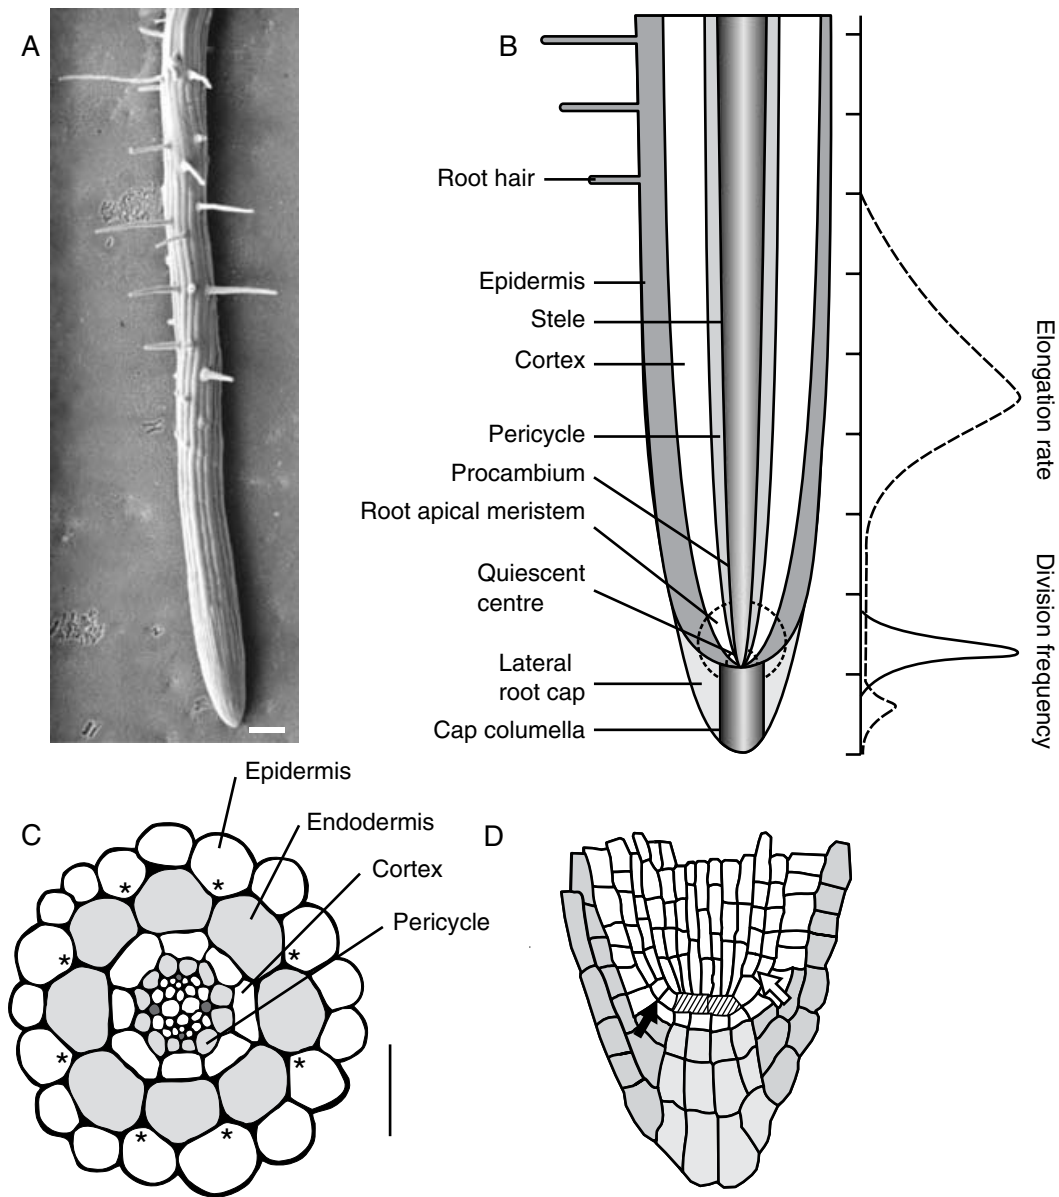 A
B
Root hair
Epidermis
Stele
Cortex
Pericycle
Procambium
Root apical meristem
Quiescent
centre
Lateral
root cap
Cap columella
Elongation rate
Division frequency
C
Epidermis
Endodermis
Cortex
Pericycle
*
*
*
*
*
*
*
*
D